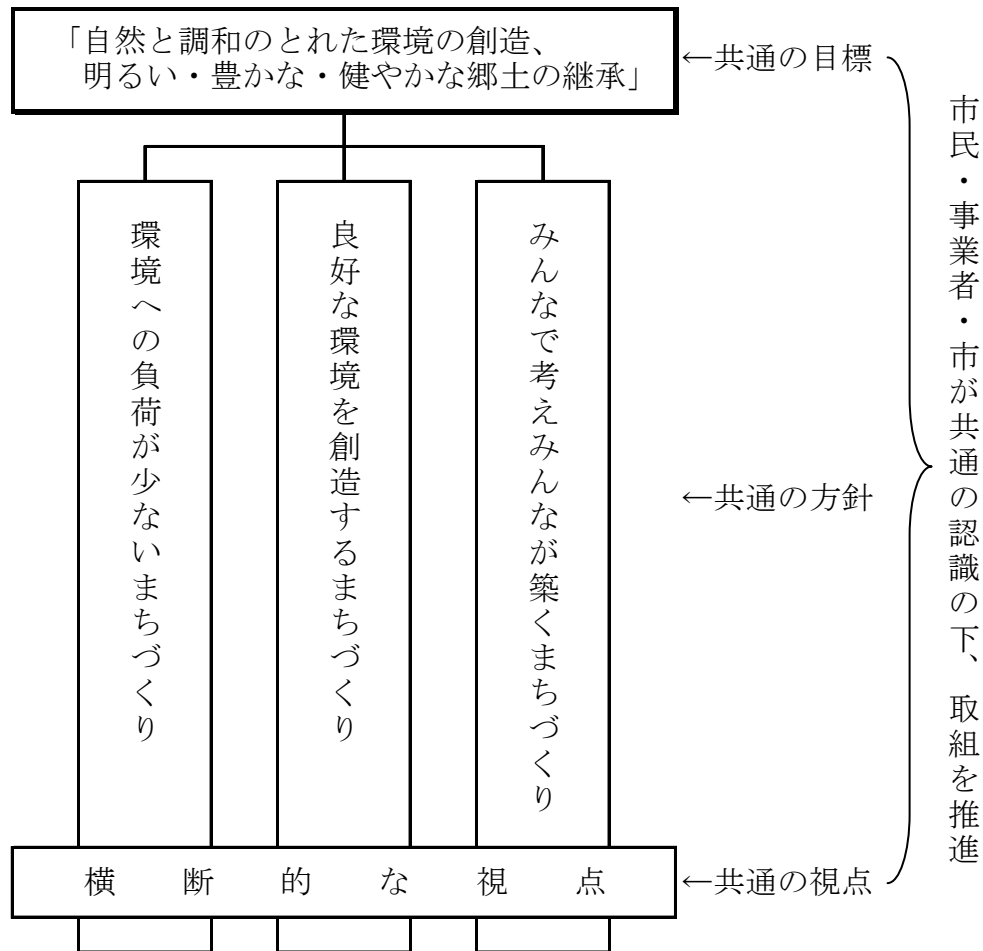 「自然と調和のとれた環境の創造、
明るい・豊かな・健やかな郷土の継承」
←共通の目標
環境への負荷が少ないまちづくり
良好な環境を創造するまちづくり
みんなで考えみんなが築くまちづくり
←共通の方針
横断的な視点
←共通の視点
市民・事業者・市が共通の認識の下、取組を推進